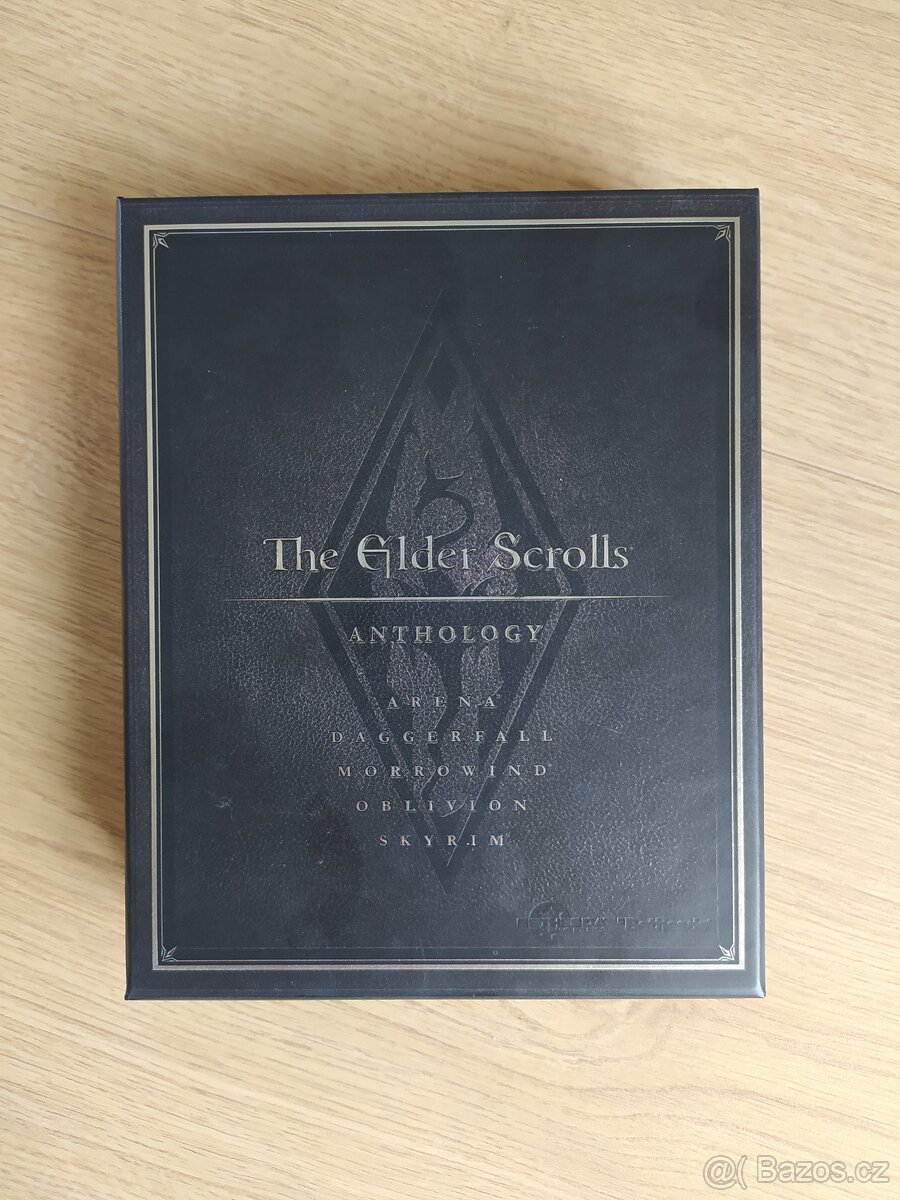 The Elder Scrolls
ANTHOLOGY
ARENA
DAGGERFALL
MORROWIND
OBLIVION
SKYRIM
@( Bazos.cz